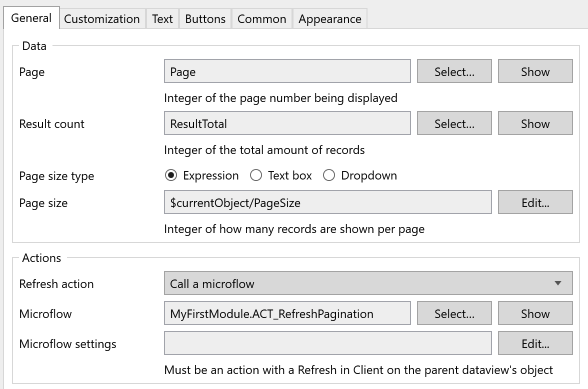 General Customization Text Buttons Common Appearance
Data
Page Page Select... Show
Integer of the page number being displayed
Result count ResultTotal Select... Show
Integer of the total amount of records
Page size type Expression Text box Dropdown
Page size $currentObject/PageSize Edit...
Integer of how many records are shown per page
Actions
Refresh action Call a microflow
Microflow MyFirstModule.ACT_RefreshPagination Select... Show
Microflow settings Edit...
Must be an action with a Refresh in Client on the parent dataview's object